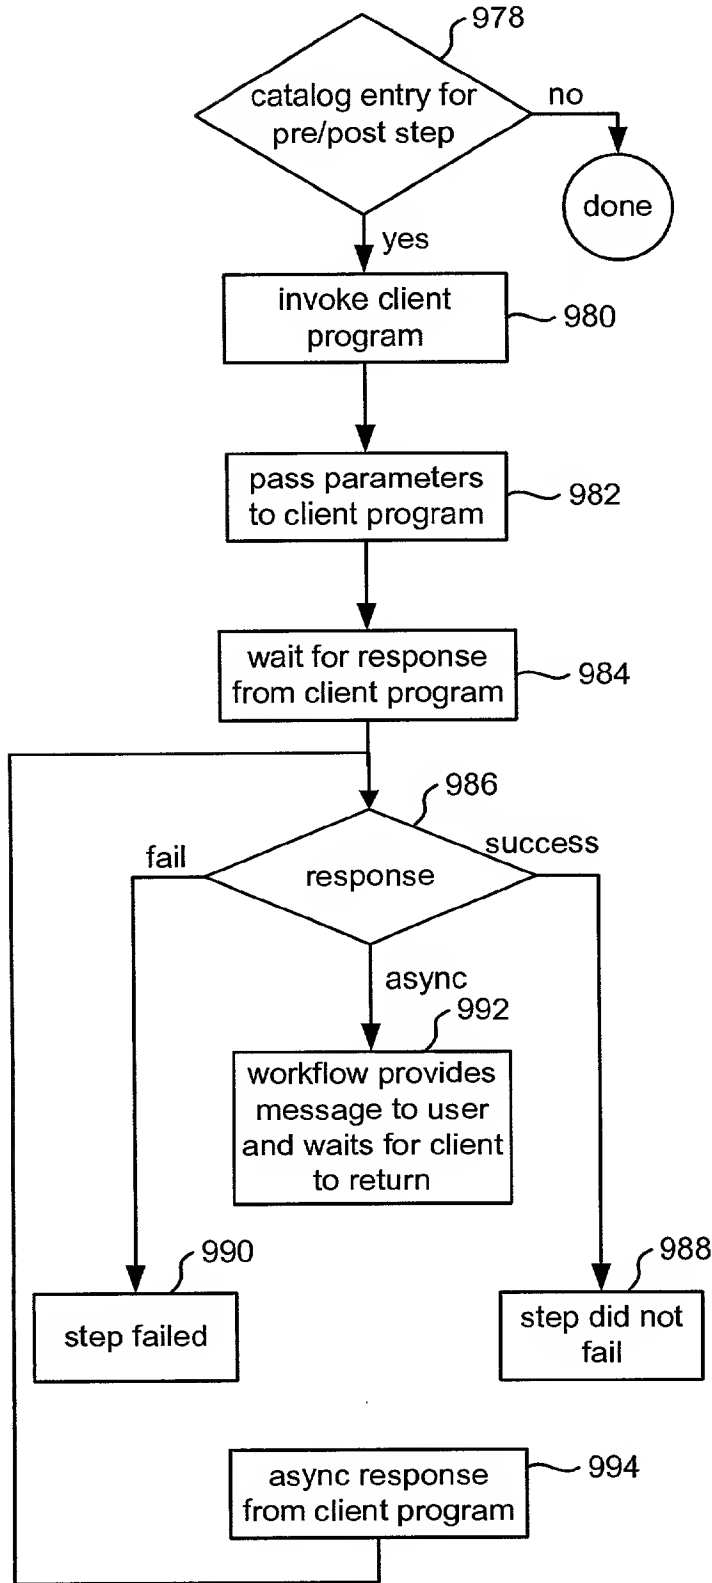 978
catalog entry for
pre/post step
no
done
yes
invoke client
program
980
pass parameters
to client program
982
wait for response
from client program
984
986
fail
success
response
async
992
workflow provides
message to user
and waits for client
to return
990
step failed
988
step did not
fail
async response
from client program
994